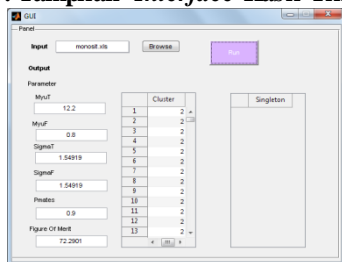 GUI
Panel
Input monosit.xls Browse Run
Output
Parameter
MyuT
12.2
MyuF
0.8
SigmaT
1.54919
SigmaF
1.54919
Pmates
0.9
Figure Of Merit
72.2901
Cluster
1 2
2 2
3 2
4 2
5 2
6 2
7 2
8 2
9 2
10 2
11 2
12 2
13 2
Singleton